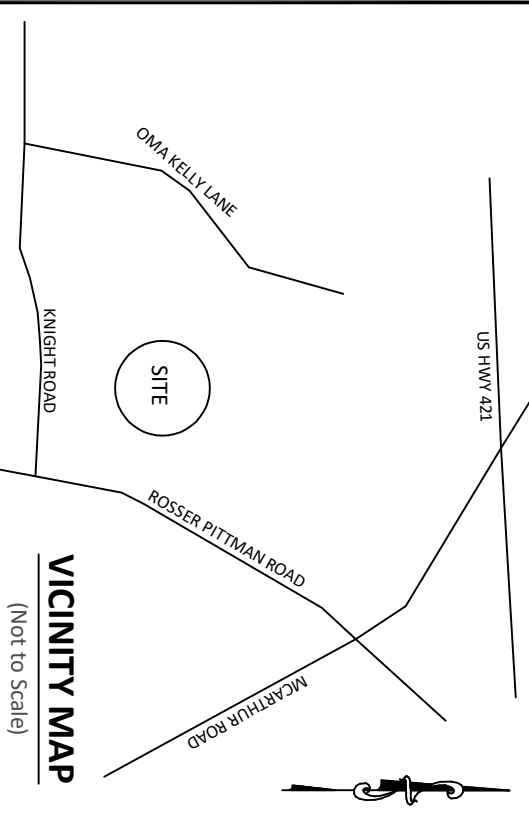 OMA KELLY LANE
US HWY 421
KNIGHT ROAD
SITE
ROSSER PITTMAN ROAD
MCARTHUR ROAD
VICINITY MAP
(Not to Scale)